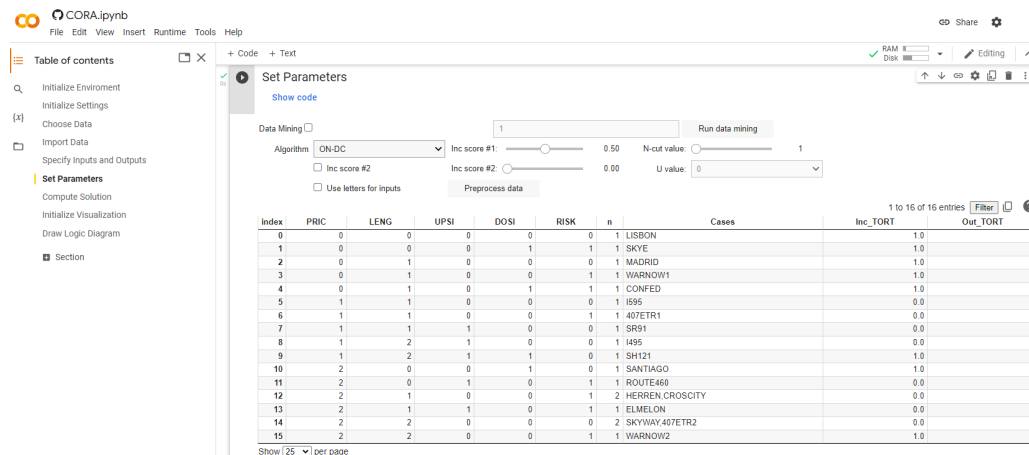 CORA.ipynb
File Edit View Insert Runtime Tools Help
Share
Table of contents
Initialize Enviroment
Initialize Settings
Choose Data
Import Data
Specify Inputs and Outputs
Set Parameters
Compute Solution
Initialize Visualization
Draw Logic Diagram
Section
{x}
+ Code + Text
RAM
Disk
Editing
Set Parameters
Show code
Data Mining 1 Run data mining
Algorithm ON-DC Inc score #1: 0.50 N-cut value: 1
Inc score #2 Inc score #2: 0.00 U value: 0
Use letters for inputs Preprocess data
1 to 16 of 16 entries Filter
index PRIC LENG UPSI DOSI RISK n Cases Inc_TORT Out_TORT
0 0 0 0 0 0 1 LISBON 1.0
1 0 0 0 1 1 1 SKYE 1.0
2 0 1 0 0 0 1 MADRID 1.0
3 0 1 0 0 1 1 WARNOW1 1.0
4 0 1 0 1 1 1 CONFED 1.0
5 1 1 0 0 0 1 I595 0.0
6 1 1 0 0 1 1 407ETR1 0.0
7 1 1 1 0 0 1 SR91 0.0
8 1 2 1 0 0 1 I495 0.0
9 1 2 1 1 0 1 SH121 0.0
10 2 0 0 1 0 1 SANTIAGO 1.0
11 2 0 1 0 1 1 ROUTE460 0.0
12 2 1 0 0 1 2 HERREN,CROSCITY 0.0
13 2 1 1 0 1 1 ELMELON 0.0
14 2 2 0 0 0 2 SKYWAY,407ETR2 0.0
15 2 2 0 0 1 1 WARNOW2 1.0
Show 25 per page